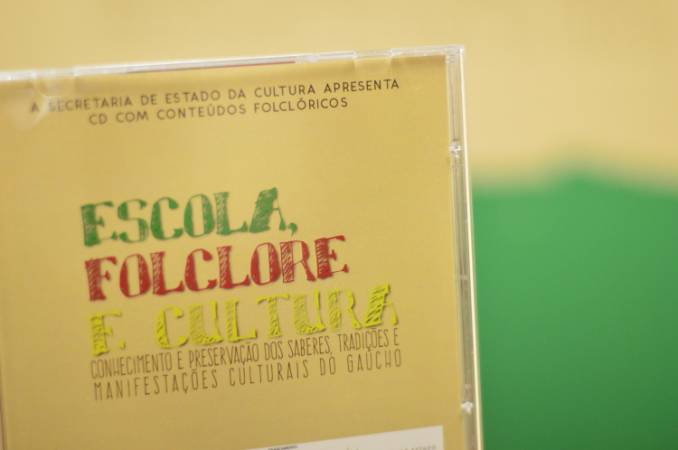 A SECRETARIA DE ESTADO DA CULTURA APRESENTA
CD COM CONTEÚDOS FOLCLÓRICOS
ESCOLA,
FOLCLORE
E CULTURA
CONHECIMENTO E PRESERVAÇÃO DOS SABERES, TRADIÇÕES E
MANIFESTAÇÕES CULTURAIS DO GAÚCHO